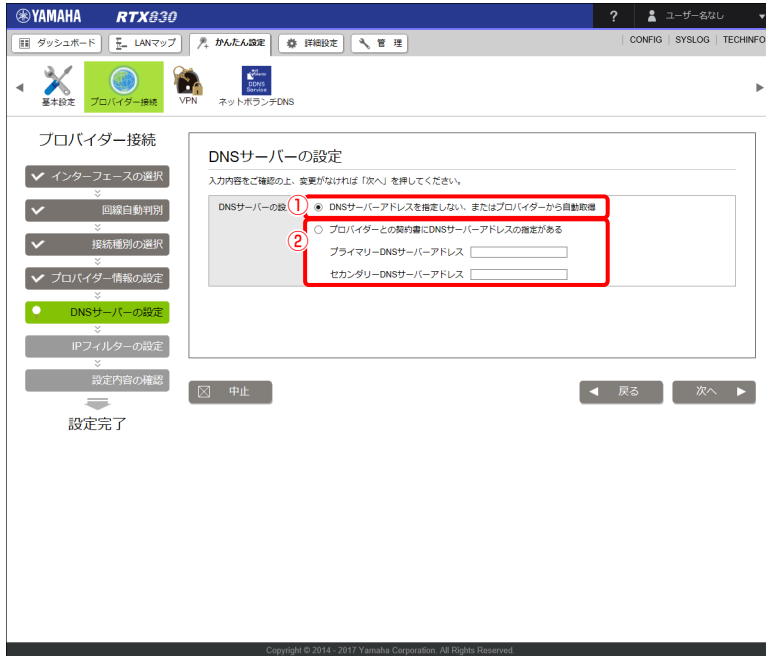 YAMAHA RTX830 ? ユーザー名なし
ダッシュボード LANマップ かんたん設定 詳細設定 管 理 CONFIG SYSLOG TECHINFO
基本設定 プロバイダー接続 VPN DDNS Service ネットボランチDNS
プロバイダー接続
インターフェースの選択
回線自動判別
接続種別の選択
プロバイダー情報の設定
DNSサーバーの設定
IPフィルターの設定
設定内容の確認
設定完了
DNSサーバーの設定
入力内容をご確認の上、変更がなければ「次へ」を押してください。
DNSサーバーの設 ① DNSサーバーアドレスを指定しない、またはプロバイダーから自動取得
② プロバイダーとの契約書にDNSサーバーアドレスの指定がある
プライマリーDNSサーバーアドレス
セカンダリーDNSサーバーアドレス
中止 戻る 次へ
Copyright © 2014 - 2017 Yamaha Corporation. All Rights Reserved.